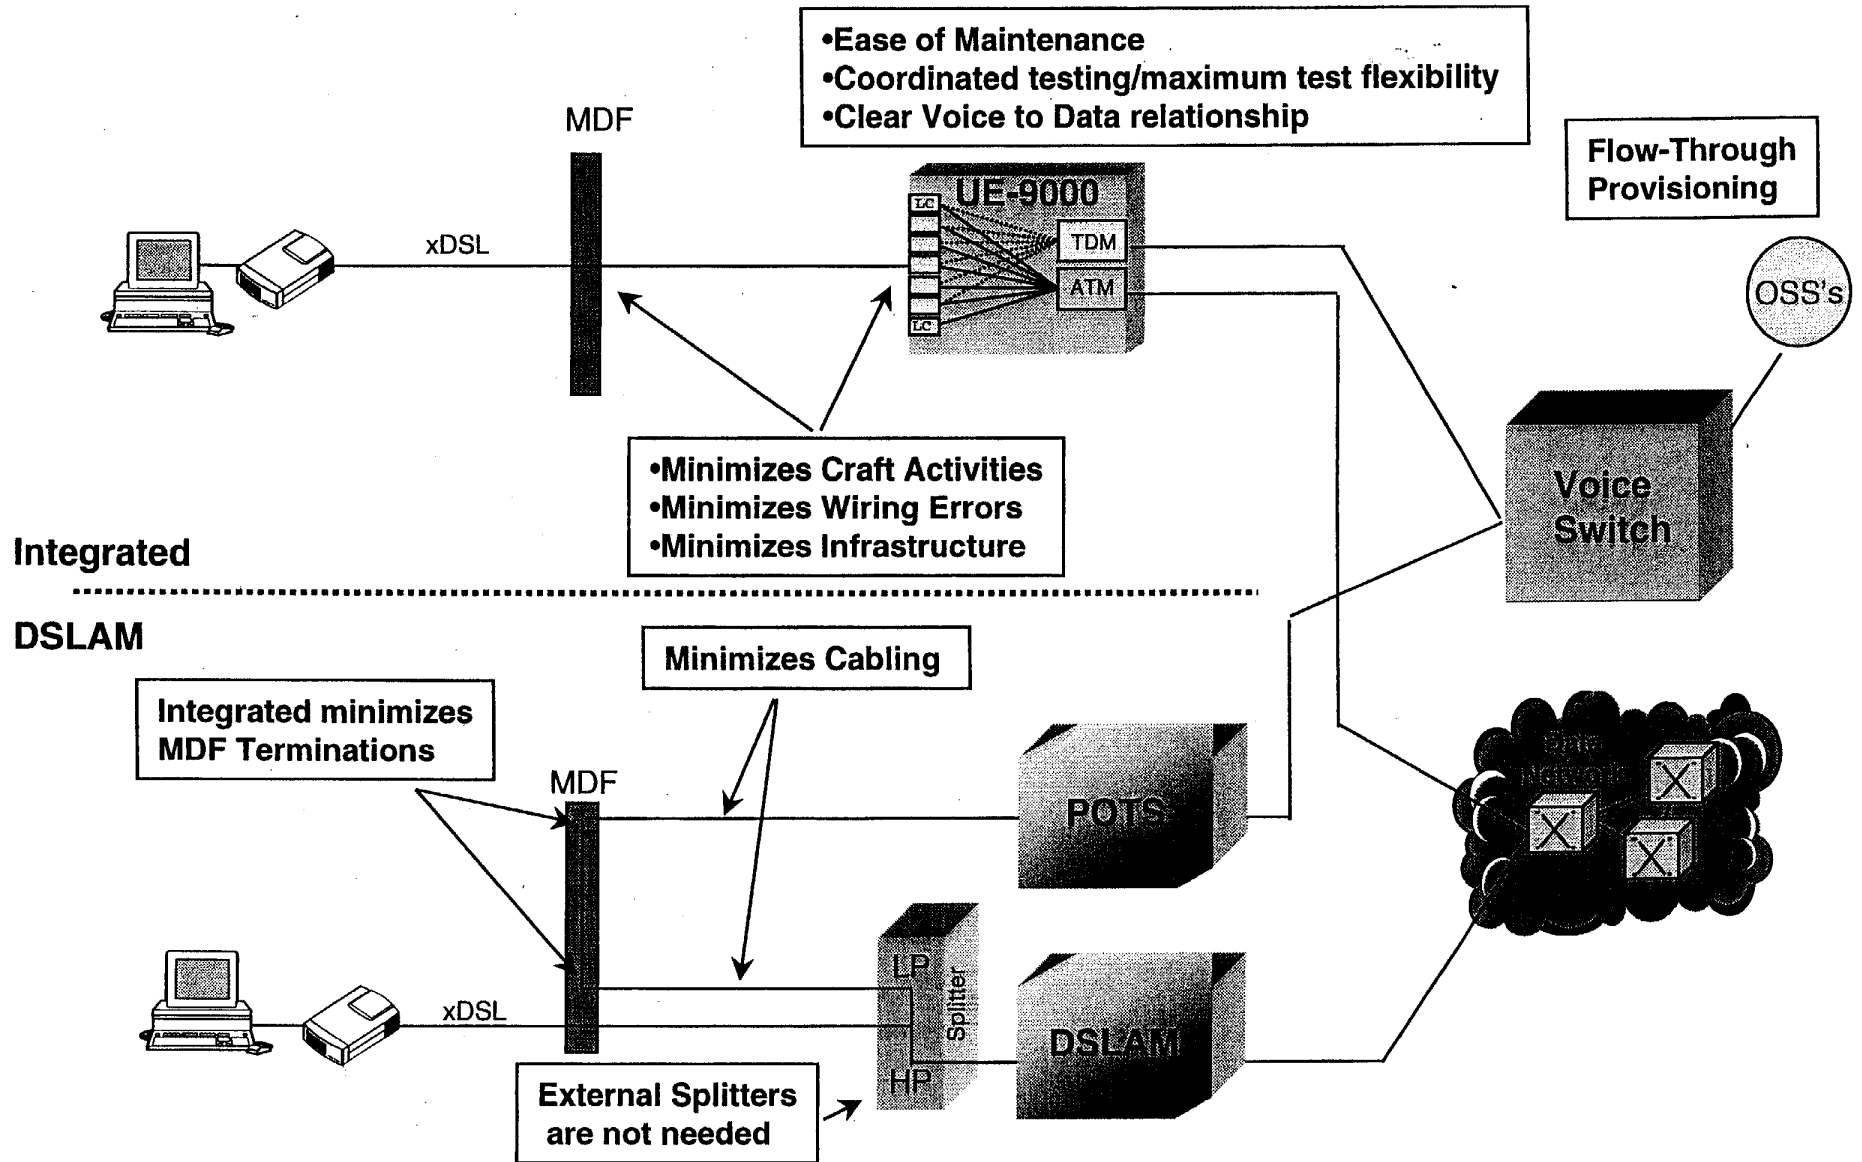 •Ease of Maintenance
•Coordinated testing/maximum test flexibility
•Clear Voice to Data relationship
MDF
Flow-Through
Provisioning
UE-9000
LC
TDM
ATM
LC
xDSL
OSS's
•Minimizes Craft Activities
•Minimizes Wiring Errors
•Minimizes Infrastructure
Voice
Switch
Integrated
DSLAM
Minimizes Cabling
Integrated minimizes
MDF Terminations
MDF
POTS
Data
Network
LP
Splitter
HP
xDSL
DSLAM
External Splitters
are not needed